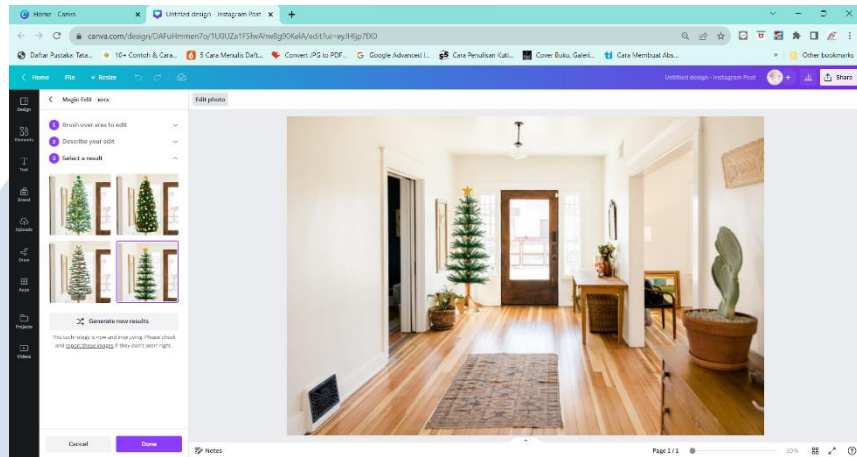 Home - Canva
Untitled design - Instagram Post
canva.com/design/DAFuHmmen7o/1U0UZa1F5fwAhw8g90KelA/edit?ui=eyJHIjp7fX0
Daftar Pustaka: Tata...
10+ Contoh & Cara...
5 Cara Menulis Daft...
Convert JPG to PDF...
Google Advanced I...
Cara Penulisan Kuti...
Cover Buku, Galeri...
Cara Membuat Abs...
Other bookmarks
Home File Resize
Untitled design - Instagram Post
Share
Design
Elements
Text
Brand
Uploads
Draw
Apps
Projects
Videos
Magic Edit
1 Brush over area to edit
2 Describe your edit
3 Select a result
Generate new results
This technology is new and improving. Please check
and report these images if they don't seem right.
Cancel
Done
Edit photo
Notes
Page 1 / 1